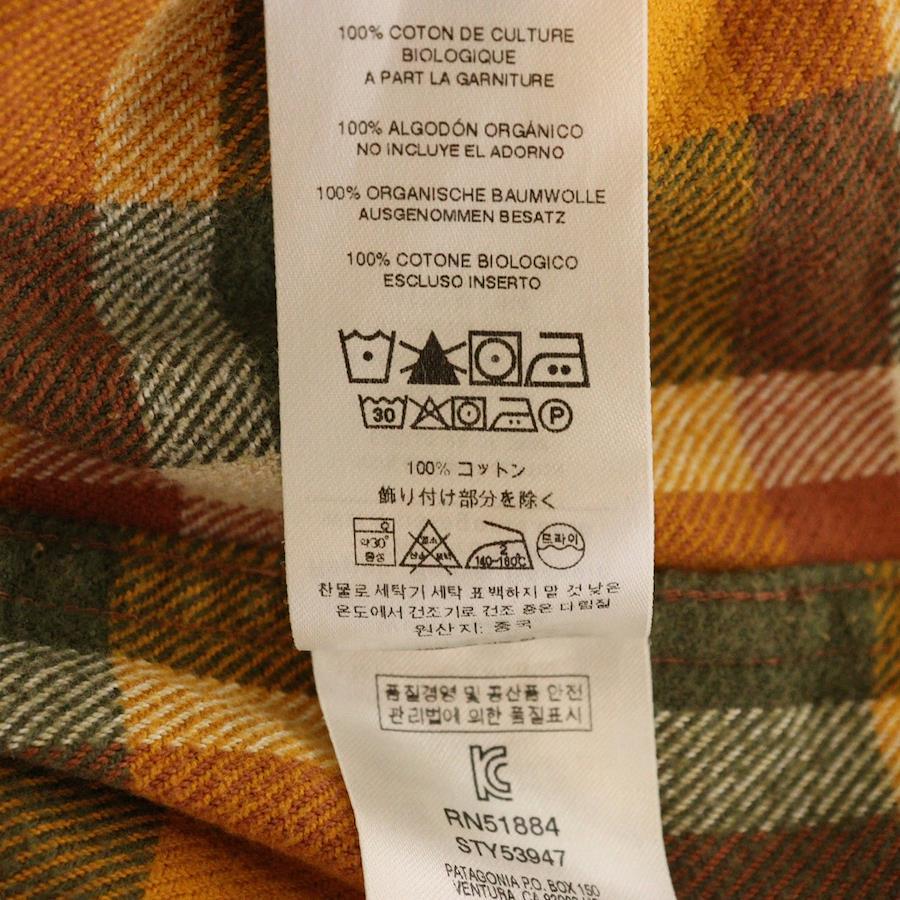 100% COTON DE CULTURE
BIOLOGIQUE
A PART LA GARNITURE
100% ALGODÓN ORGÁNICO
NO INCLUYE EL ADORNO
100% ORGANISCHE BAUMWOLLE
AUSGENOMMEN BESATZ
100% COTONE BIOLOGICO
ESCLUSO INSERTO
30 P
100% コットン
飾り付け部分を除く
약30° 중성 2 140~160℃ 드라이
찬물로 세탁기 세탁 표백하지 말 것 낮은
온도에서 건조기로 건조 중온 다림질
원산지: 중국
품질경영 및 공산품 안전
관리법에 의한 품질표시
RN51884
STY53947
PATAGONIA P.O. BOX 150
VENTURA, CA